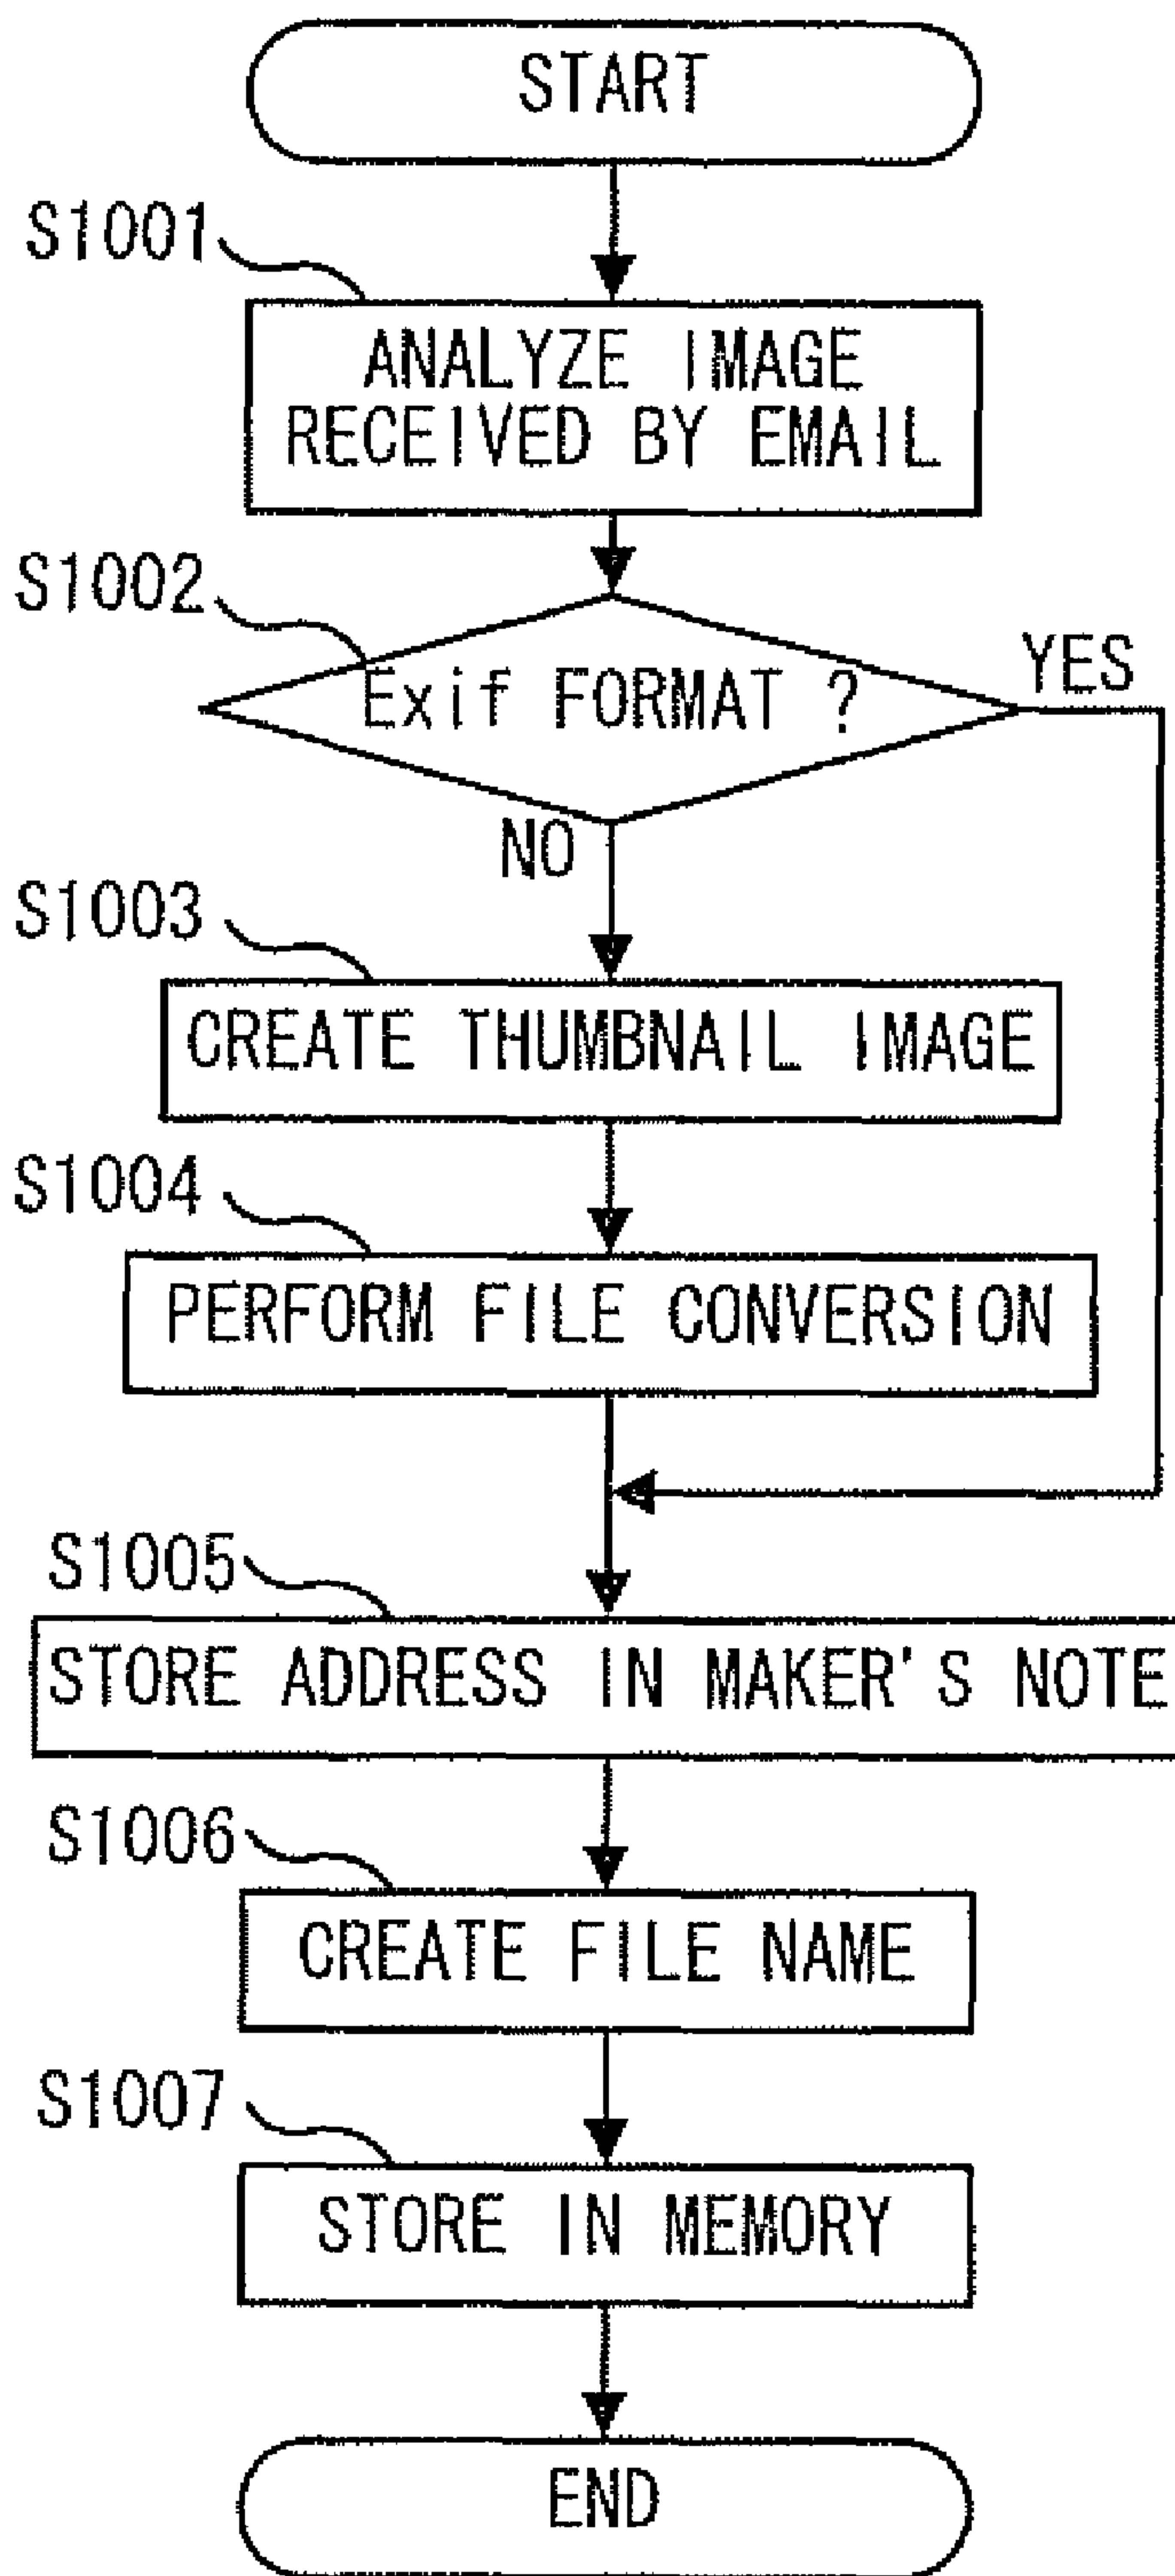 START
S1001
ANALYZE IMAGE
RECEIVED BY EMAIL
S1002
Exif FORMAT ?
YES
NO
S1003
CREATE THUMBNAIL IMAGE
S1004
PERFORM FILE CONVERSION
S1005
STORE ADDRESS IN MAKER'S NOTE
S1006
CREATE FILE NAME
S1007
STORE IN MEMORY
END